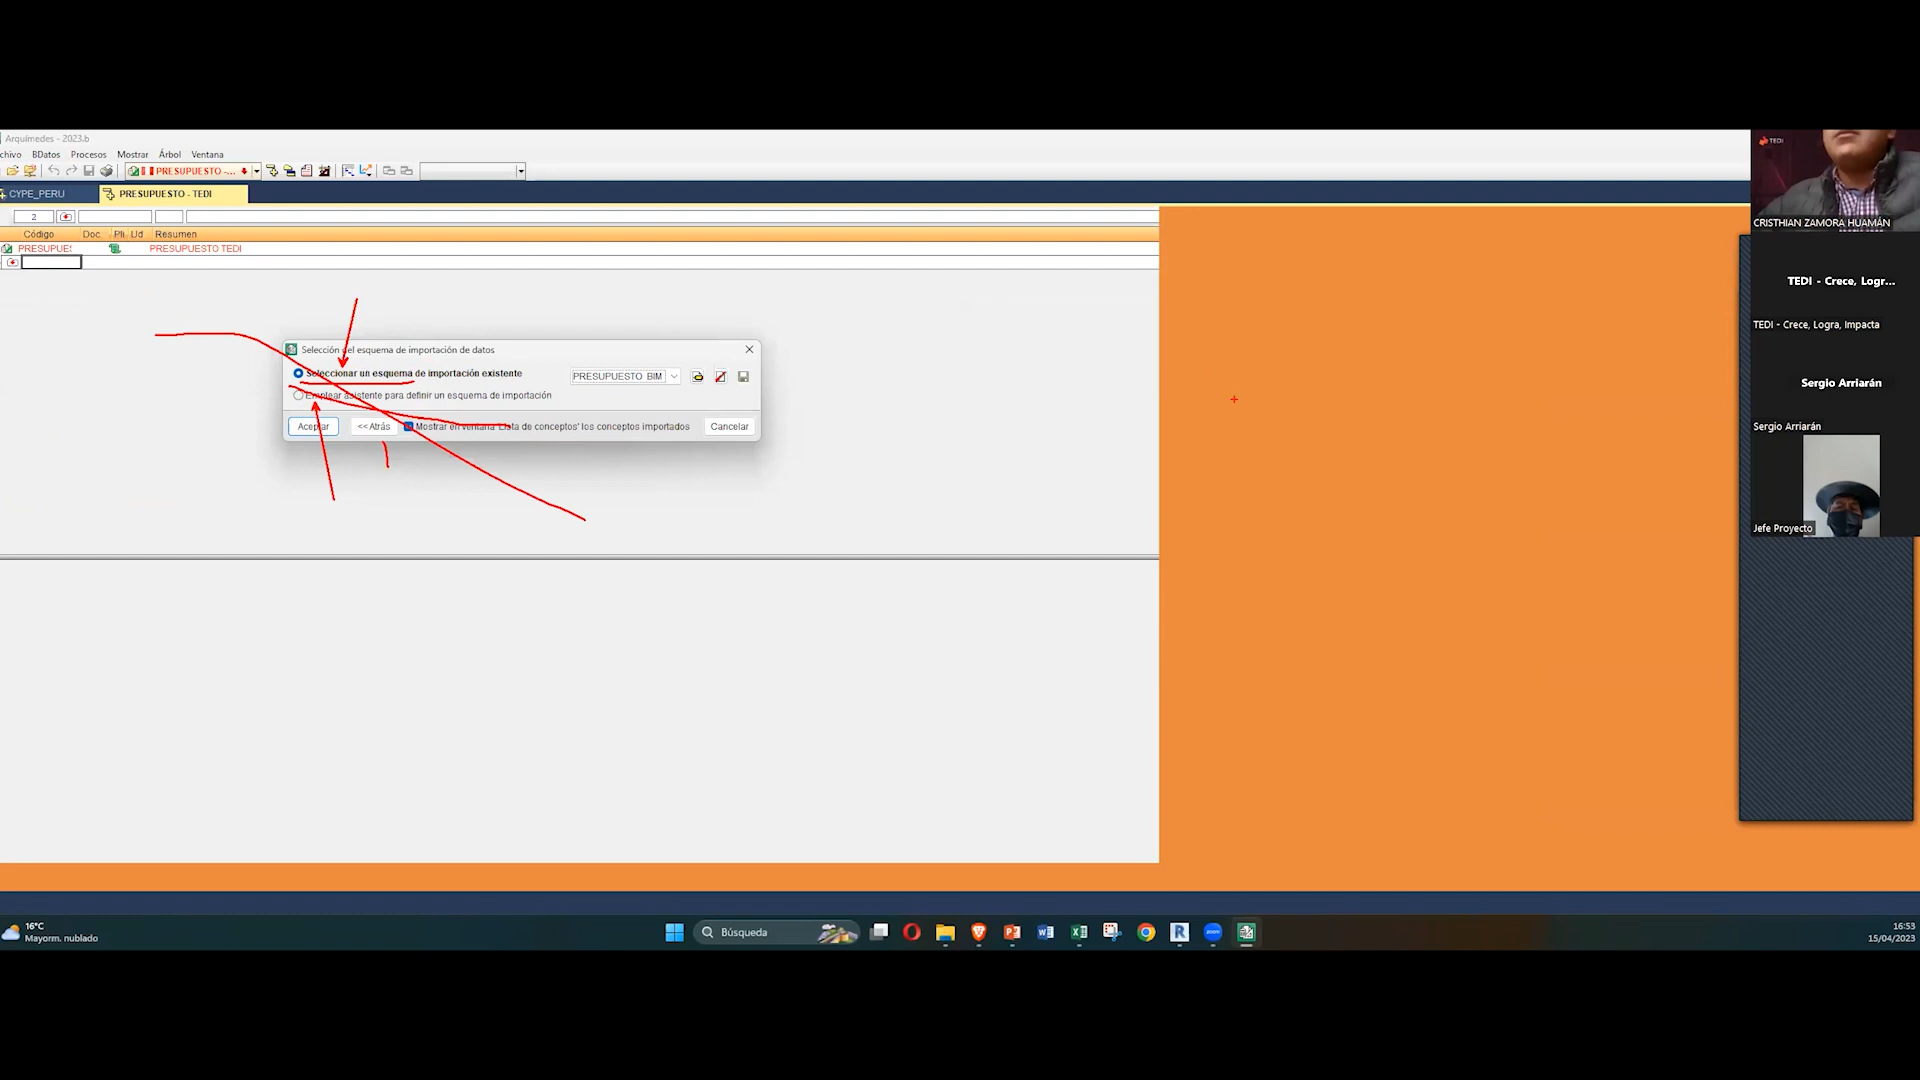 Arquímedes - 2023.b
chivo BDatos Procesos Mostrar Árbol Ventana
PRESUPUESTO -...
CYPE_PERU PRESUPUESTO - TEDI
2
Código Doc Pli Ud Resumen
PRESUPUES PRESUPUESTO TEDI
Selección del esquema de importación de datos
Seleccionar un esquema de importación existente PRESUPUESTO BIM
Emplear asistente para definir un esquema de importación
Aceptar << Atrás Mostrar en ventana 'Lista de conceptos' los conceptos importados Cancelar
TEDI
CRISTHIAN ZAMORA HUAMÁN
TEDI - Crece, Logr...
TEDI - Crece, Logra, Impacta
Sergio Arriarán
Sergio Arriarán
Jefe Proyecto
16°C
Mayorm. nublado
Búsqueda
zoom
16:53
15/04/2023